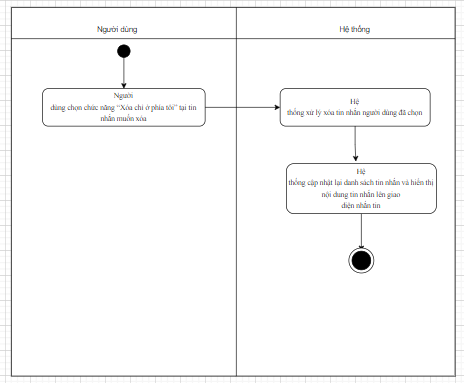 Người dùng
Hệ thống
Người
dùng chọn chức năng "Xóa chỉ ở phía tôi" tại tin
nhắn muốn xóa
Hệ
thống xử lý xóa tin nhắn người dùng đã chọn
Hệ
thống cập nhật lại danh sách tin nhắn và hiển thị
nội dung tin nhắn lên giao
diện nhắn tin